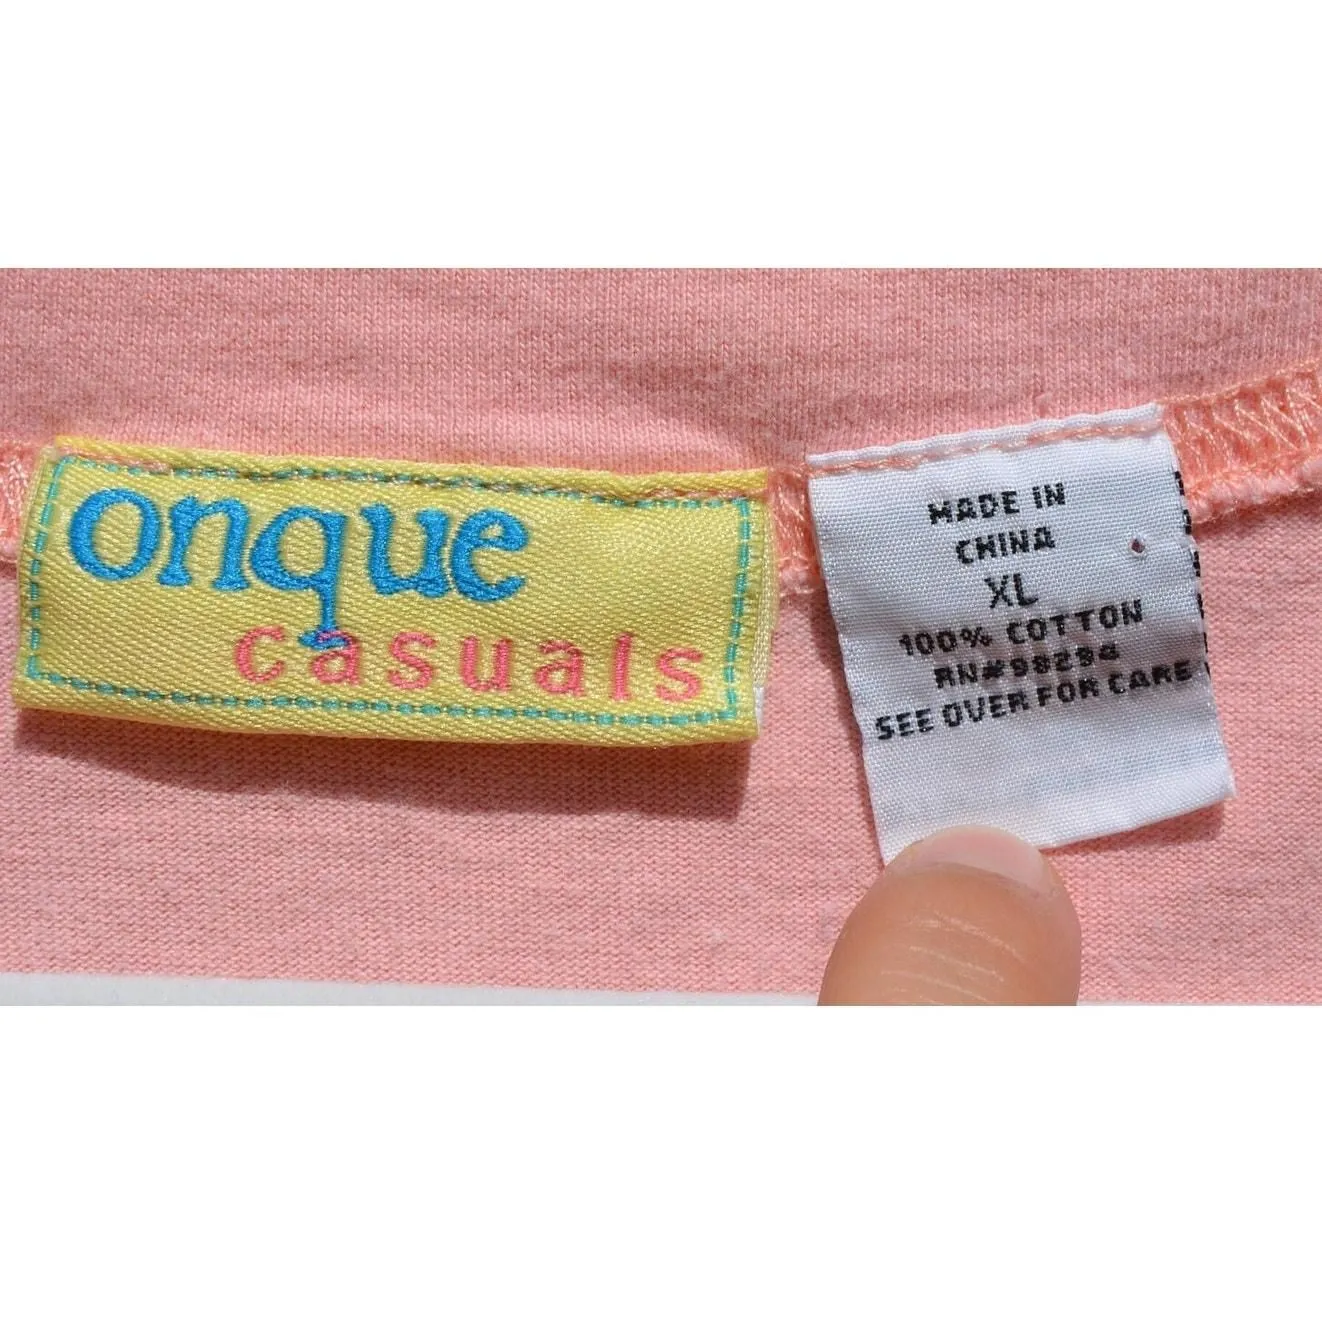 onque
casuals
MADE IN
CHINA
XL
100% COTTON
RN#98294
SEE OVER FOR CARE